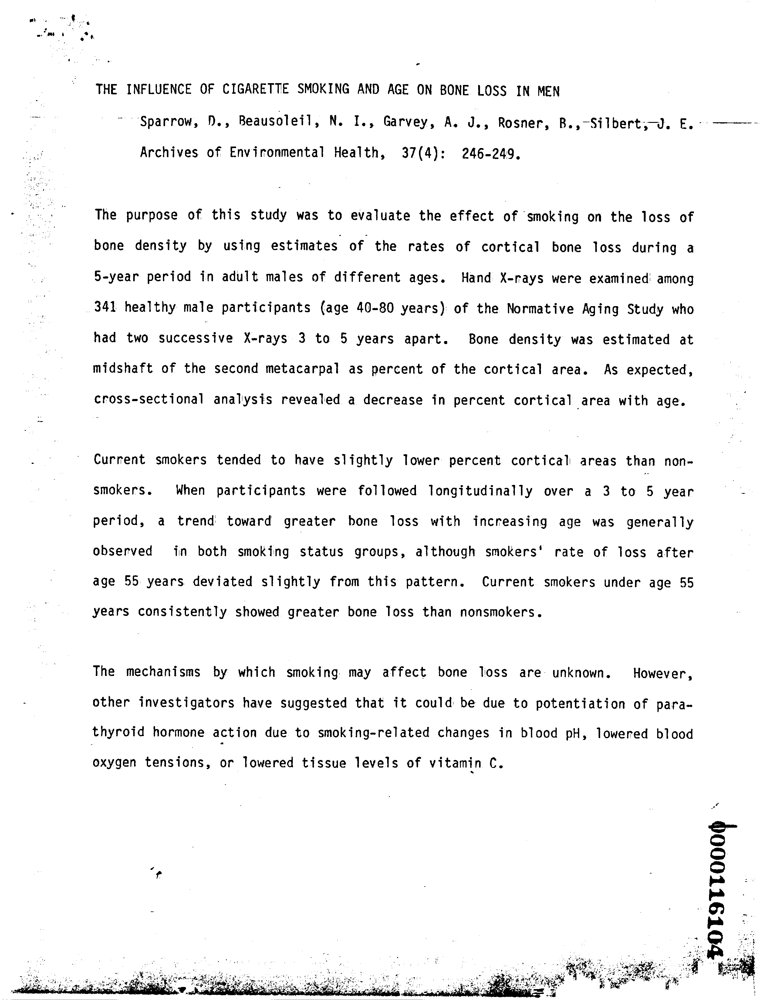 THE INFLUENCE OF CIGARETTE SMOKING AND AGE ON BONE LOSS IN MEN
Sparrow, D., Beausoleil, N. I., Garvey, A. J., Rosner, B., Silbert, J. E.
Archives of Environmental Health, 37(4): 246-249.
The purpose of this study was to evaluate the effect of smoking on the loss of
bone density by using estimates of the rates of cortical bone loss during a
5-year period in adult males of different ages. Hand X-rays were examined among
341 healthy male participants (age 40-80 years) of the Normative Aging Study who
had two successive X-rays 3 to 5 years apart. Bone density was estimated at
midshaft of the second metacarpal as percent of the cortical area. As expected,
cross-sectional analysis revealed a decrease in percent cortical area with age.
Current smokers tended to have slightly lower percent cortical areas than non-
smokers. When participants were followed longitudinally over a 3 to 5 year
period, a trend toward greater bone loss with increasing age was generally
observed in both smoking status groups, although smokers' rate of loss after
age 55 years deviated slightly from this pattern. Current smokers under age 55
years consistently showed greater bone loss than nonsmokers.
The mechanisms by which smoking may affect bone loss are unknown. However,
other investigators have suggested that it could be due to potentiation of para-
thyroid hormone action due to smoking-related changes in blood pH, lowered blood
oxygen tensions, or lowered tissue levels of vitamin C.
0000116104